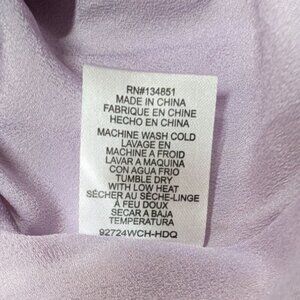 RN#134851
MADE IN CHINA
FABRIQUE EN CHINE
HECHO EN CHINA
MACHINE WASH COLD
LAVAGE EN
MACHINE A FROID
LAVAR A MAQUINA
CON AGUA FRIO
TUMBLE DRY
WITH LOW HEAT
SÉCHER AU SÈCHE-LINGE
À FEU DOUX
SECAR A BAJA
TEMPERATURA
92724WCH-HDQ